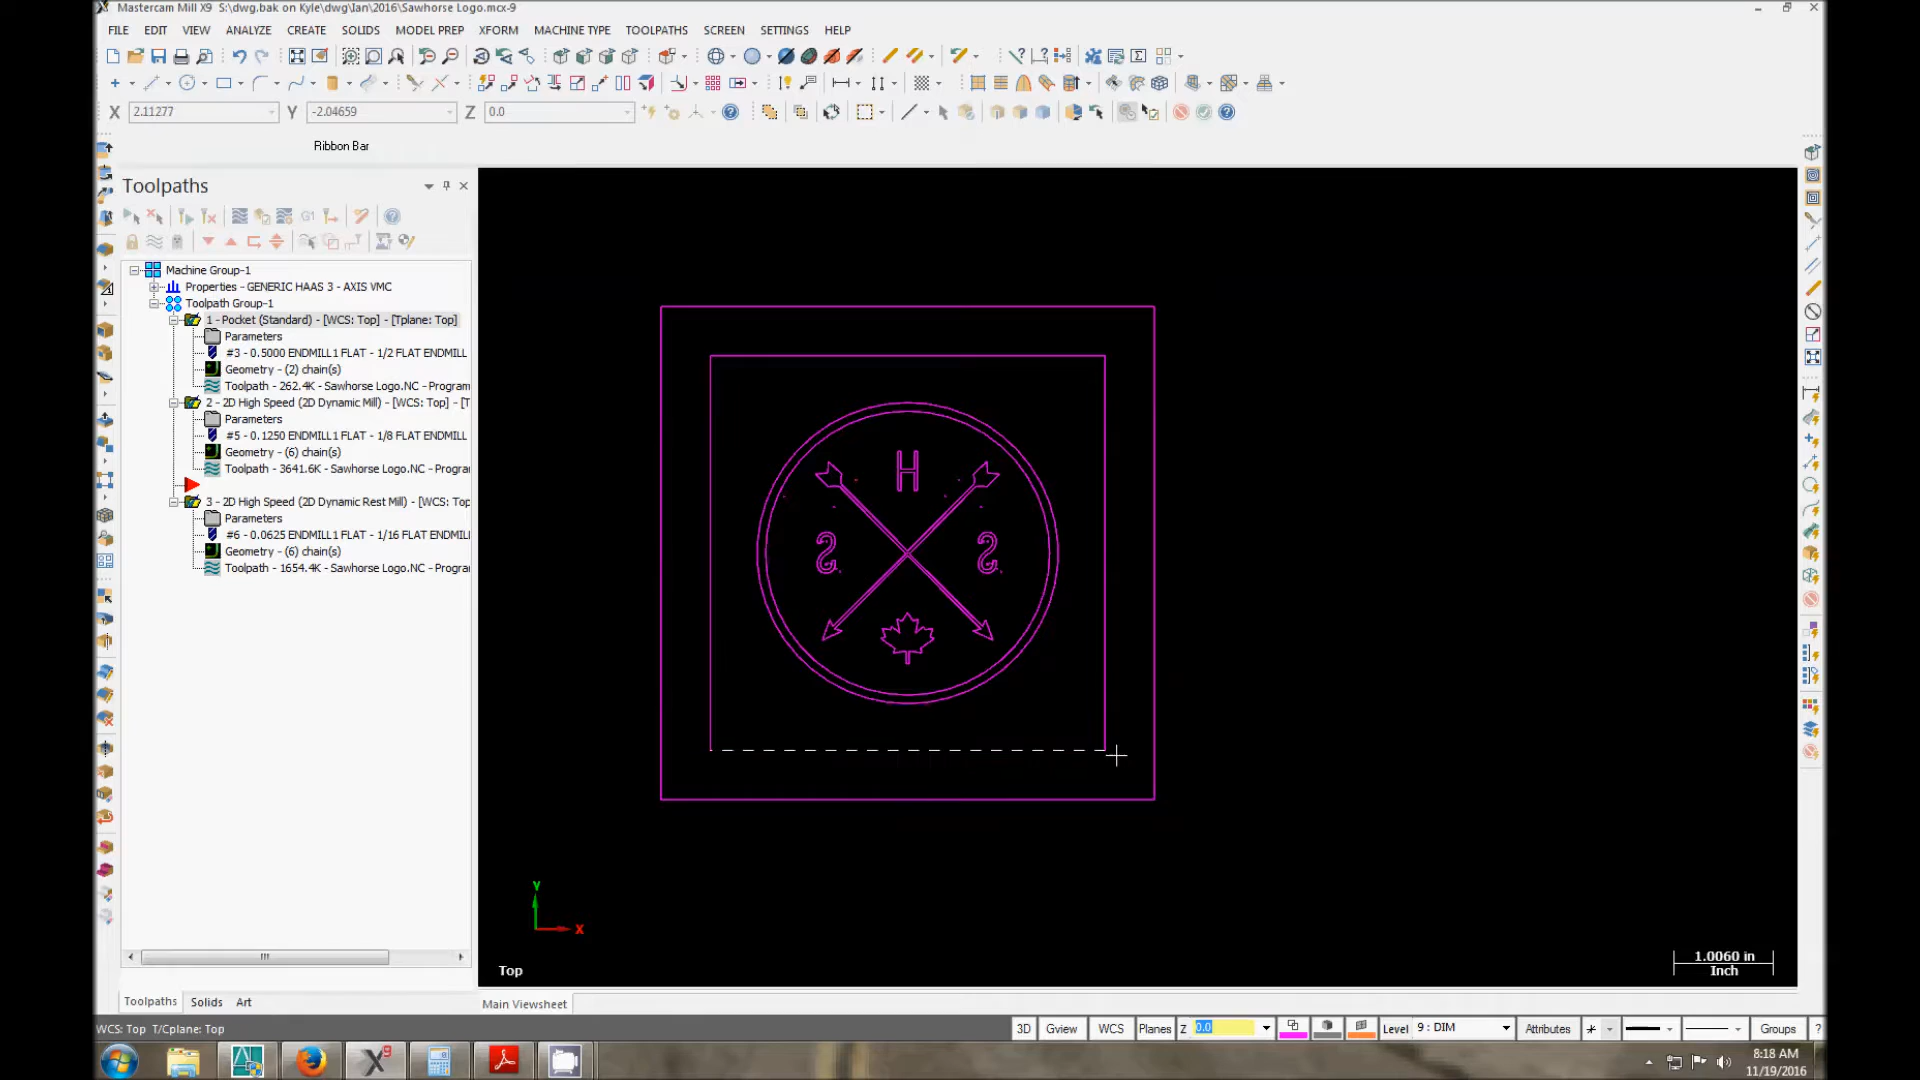 Mastercam Mill X9 S:\dwg.bak on Kyle\dwg\Ian\2016\Sawhorse Logo.mcx-9
FILE EDIT VIEW ANALYZE CREATE SOLIDS MODEL PREP XFORM MACHINE TYPE TOOLPATHS SCREEN SETTINGS HELP
X 2.11277 Y -2.04659 Z 0.0
Ribbon Bar
Toolpaths
Machine Group-1
Properties - GENERIC HAAS 3 - AXIS VMC
Toolpath Group-1
1 - Pocket (Standard) - [WCS: Top] - [Tplane: Top]
Parameters
#3 - 0.5000 ENDMILL1 FLAT - 1/2 FLAT ENDMILL
Geometry - (2) chain(s)
Toolpath - 262.4K - Sawhorse Logo.NC - Program
2 - 2D High Speed (2D Dynamic Mill) - [WCS: Top] - [T
Parameters
#5 - 0.1250 ENDMILL1 FLAT - 1/8 FLAT ENDMILL
Geometry - (6) chain(s)
Toolpath - 3641.6K - Sawhorse Logo.NC - Progra
3 - 2D High Speed (2D Dynamic Rest Mill) - [WCS: Top
Parameters
#6 - 0.0625 ENDMILL1 FLAT - 1/16 FLAT ENDMIL
Geometry - (6) chain(s)
Toolpath - 1654.4K - Sawhorse Logo.NC - Progra
G1
H
S S
Y
X
Top
1.0060 in
Inch
Toolpaths Solids Art
Main Viewsheet
WCS: Top T/Cplane: Top
3D Gview WCS Planes Z 0.0 Level 9 : DIM Attributes Groups ?
8:18 AM
11/19/2016